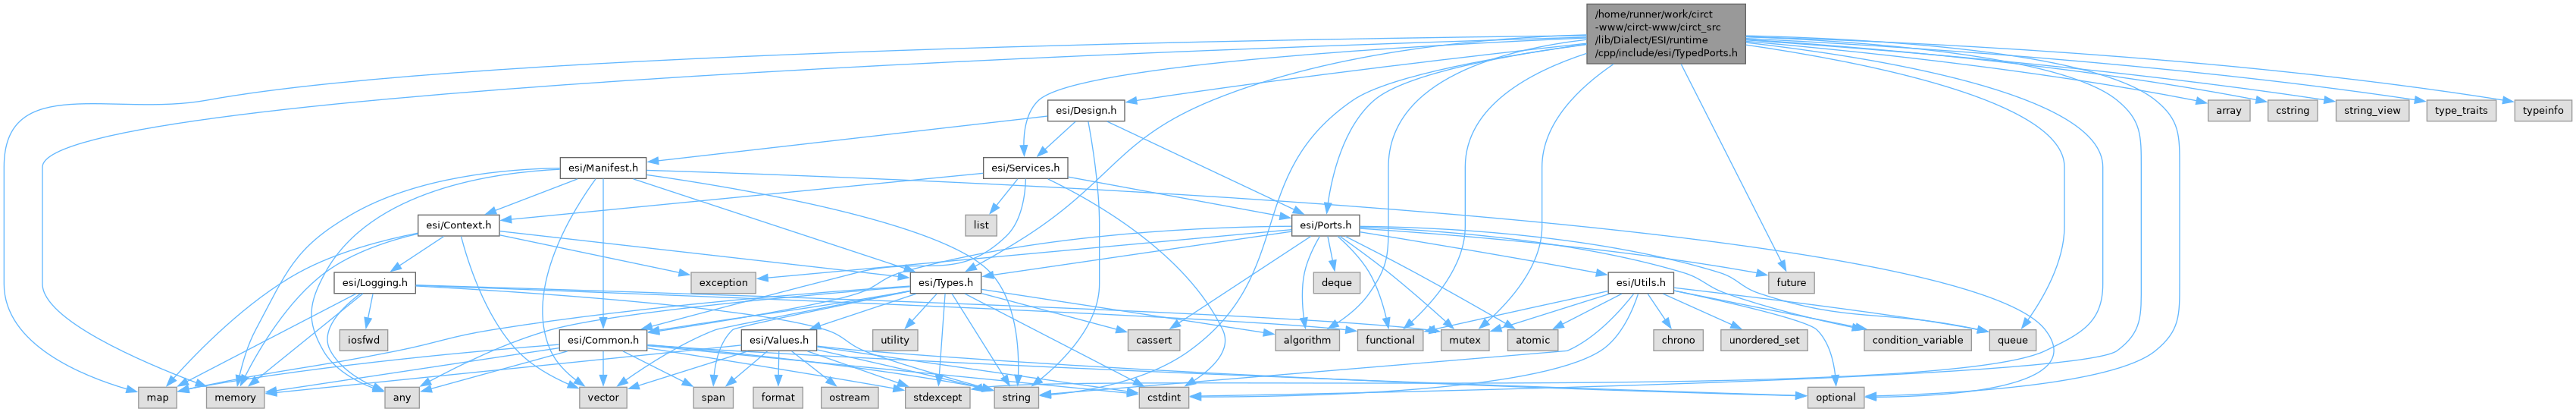 /home/runner/work/circt
-www/circt-www/circt_src
/lib/Dialect/ESI/runtime
/cpp/include/esi/TypedPorts.h
esi/Design.h
array
cstring
string_view
type_traits
typeinfo
esi/Manifest.h
esi/Services.h
esi/Context.h
list
esi/Ports.h
esi/Logging.h
exception
esi/Types.h
deque
esi/Utils.h
future
iosfwd
esi/Common.h
esi/Values.h
utility
cassert
algorithm
functional
mutex
atomic
chrono
unordered_set
condition_variable
queue
map
memory
any
vector
span
format
ostream
stdexcept
string
cstdint
optional